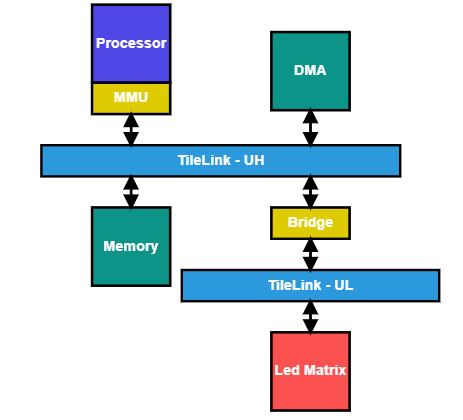 Processor
MMU
DMA
TileLink - UH
Memory
Bridge
TileLink - UL
Led Matrix